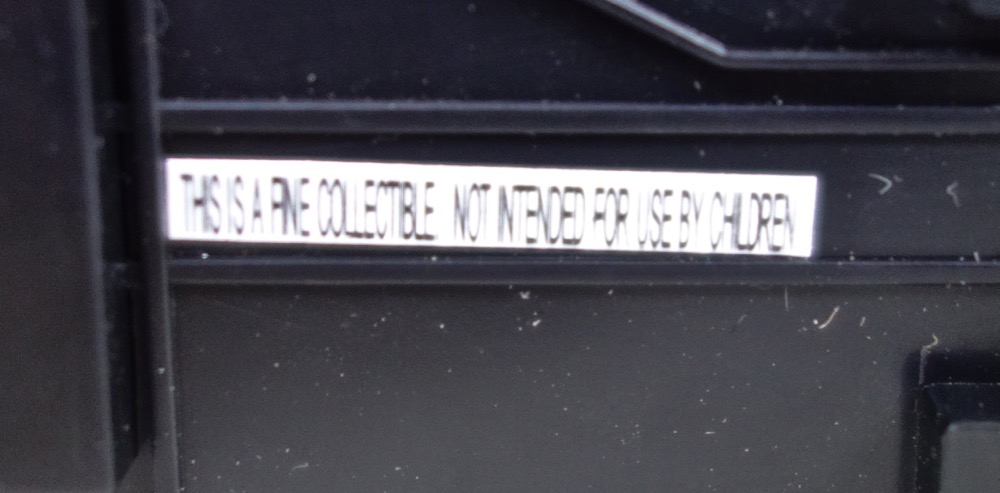 THIS IS A FINE COLLECTIBLE. NOT INTENDED FOR USE BY CHILDREN